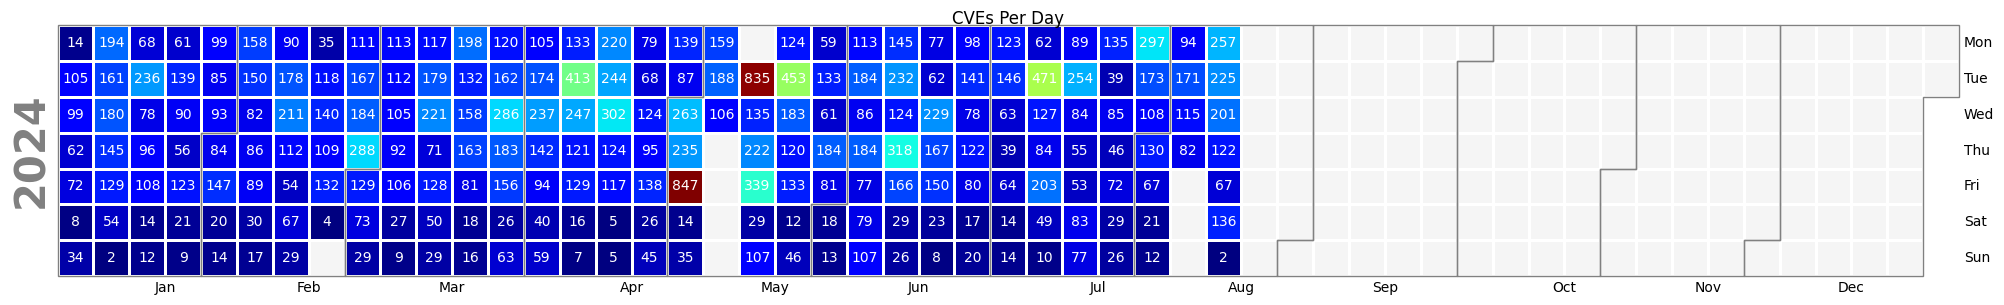 CVEs Per Day
14 194 68 61 99 158 90 35 111 113 117 198 120 105 133 220 79 139 159 124 59 113 145 77 98 123 62 89 135 297 94 257 Mon
105 161 236 139 85 150 178 118 167 112 179 132 162 174 413 244 68 87 188 835 453 133 184 232 62 141 146 471 254 39 173 171 225 Tue
99 180 78 90 93 82 211 140 184 105 221 158 286 237 247 302 124 263 106 135 183 61 86 124 229 78 63 127 84 85 108 115 201 Wed
62 145 96 56 84 86 112 109 288 92 71 163 183 142 121 124 95 235 222 120 184 184 318 167 122 39 84 55 46 130 82 122 Thu
72 129 108 123 147 89 54 132 129 106 128 81 156 94 129 117 138 847 339 133 81 77 166 150 80 64 203 53 72 67 67 Fri
8 54 14 21 20 30 67 4 73 27 50 18 26 40 16 5 26 14 29 12 18 79 29 23 17 14 49 83 29 21 136 Sat
34 2 12 9 14 17 29 29 9 29 16 63 59 7 5 45 35 107 46 13 107 26 8 20 14 10 77 26 12 2 Sun
2024
Jan Feb Mar Apr May Jun Jul Aug Sep Oct Nov Dec